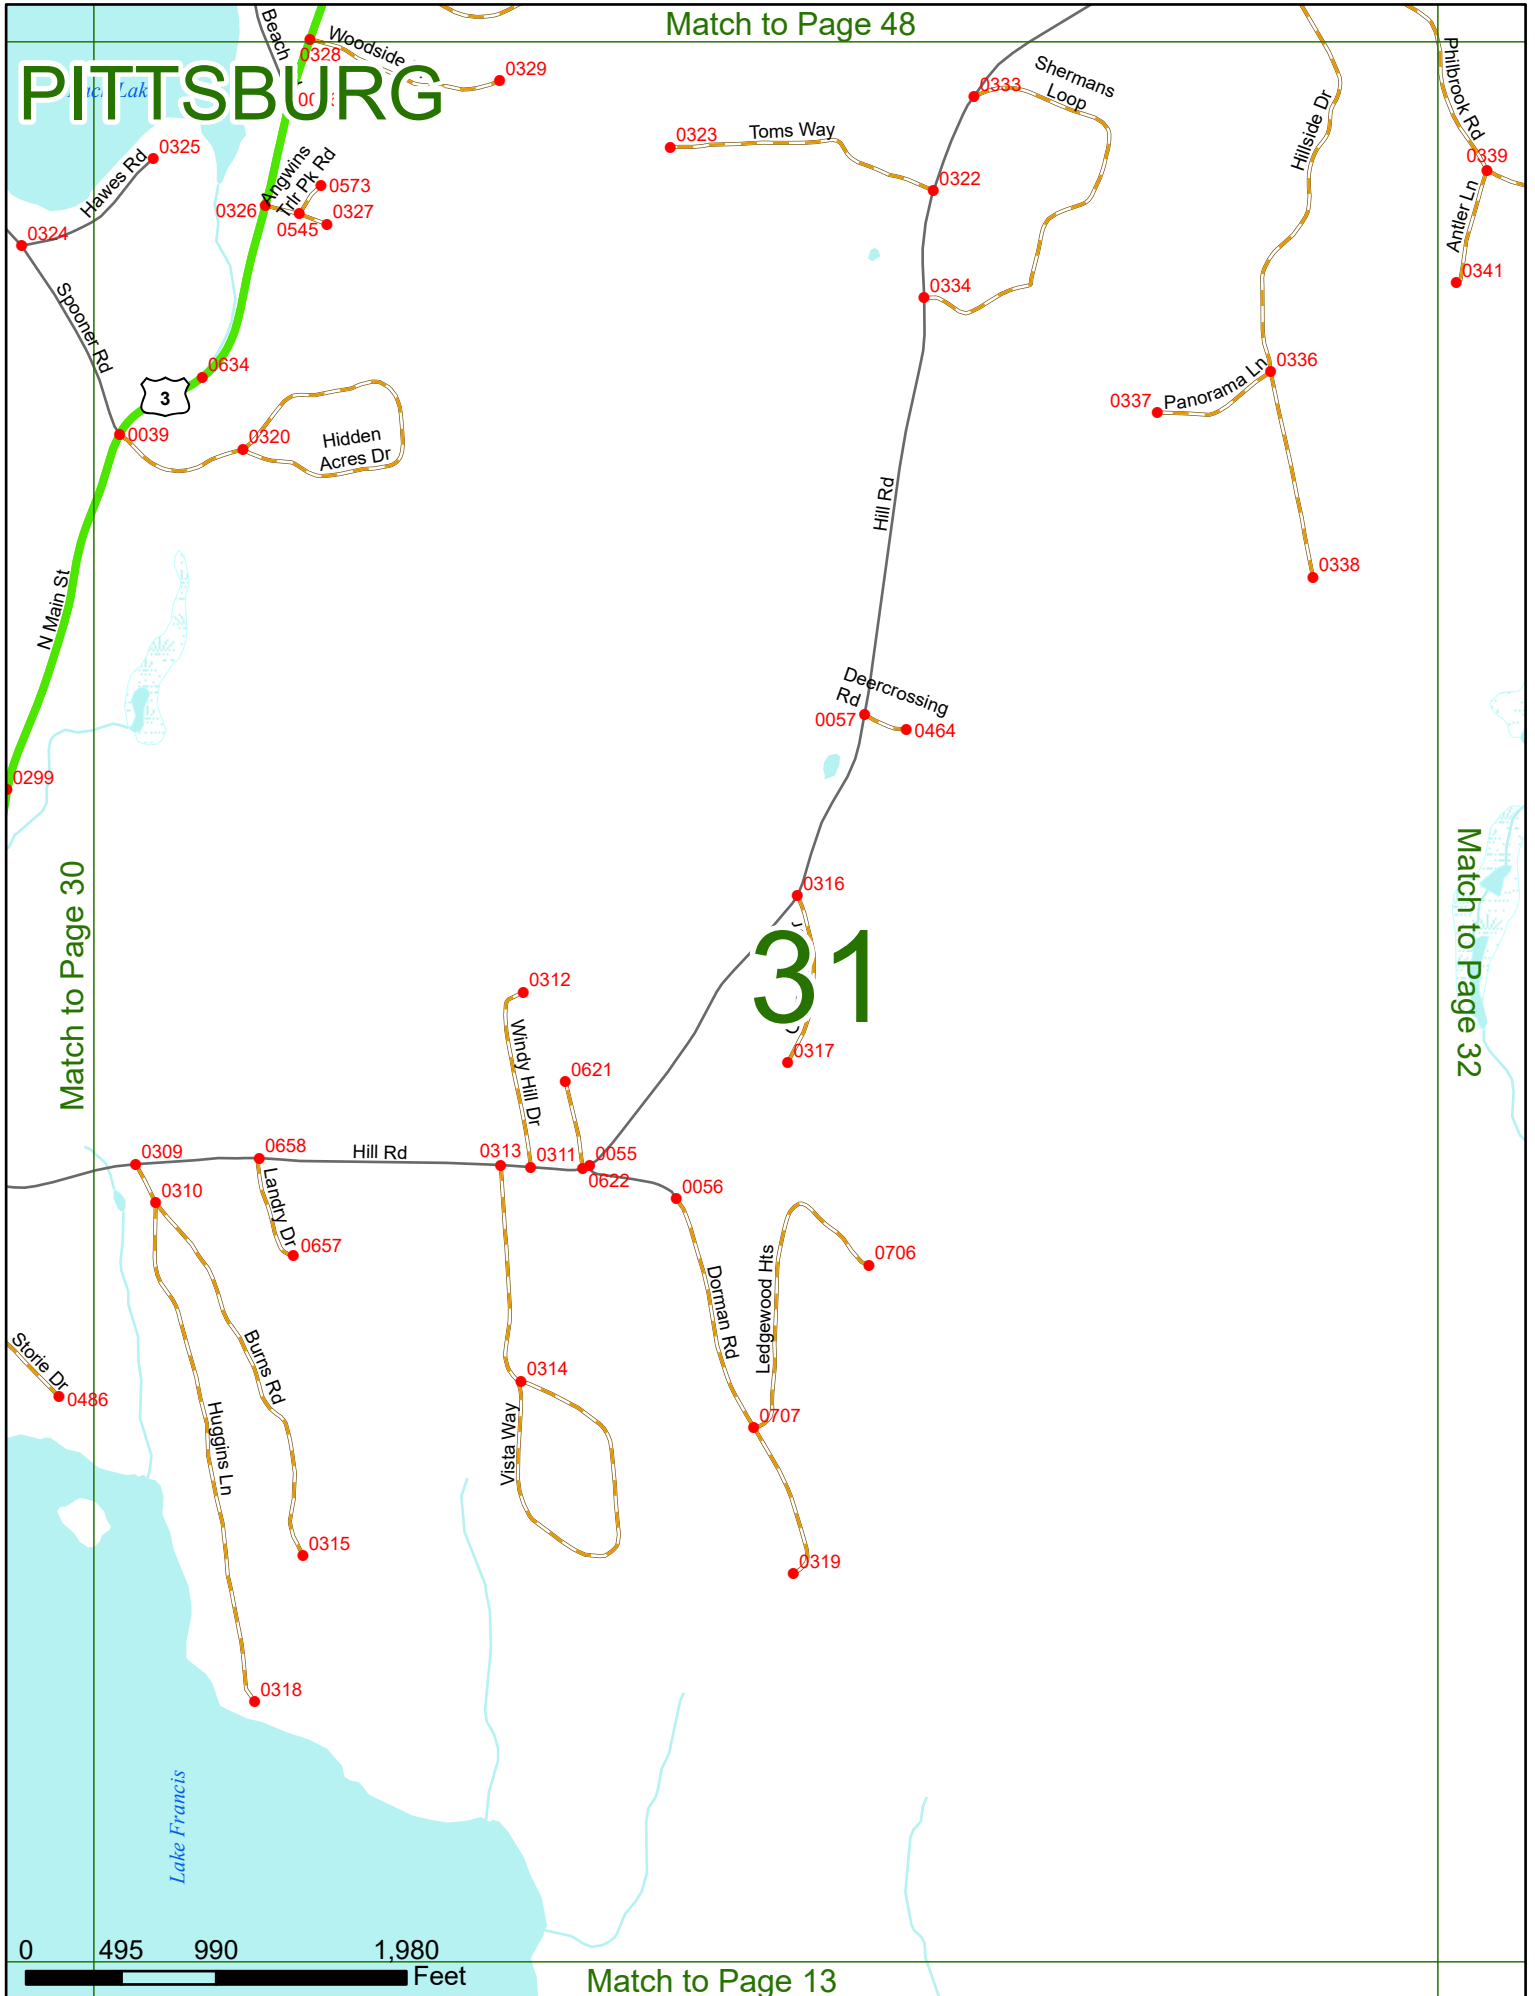 Match to Page 48
PITTSBURG
Beach
0328
Woodside
0329
0325
Hawes Rd
0324
Angwins
Trlr Pk Rd
0573
0326
0545
0327
Spooner Rd
0634
3
0039
0320
Hidden
Acres Dr
N Main St
0299
0323
Toms Way
0322
0333
Shermans
Loop
0334
Hillside Dr
Philbrook Rd
0339
Antler Ln
0341
0336
Panorama Ln
0337
0338
Hill Rd
Deercrossing
Rd
0057
0464
Match to Page 30
Match to Page 32
0316
31
0317
0312
Windy Hill Dr
0621
0309
0658
Hill Rd
0313
0311
0055
0622
0056
0310
Landry Dr
0657
0706
Ledgewood Hts
Dorman Rd
0707
Storie Dr
0486
Burns Rd
Huggins Ln
0314
Vista Way
0315
0319
0318
Lake Francis
0 495 990 1,980
Feet
Match to Page 13